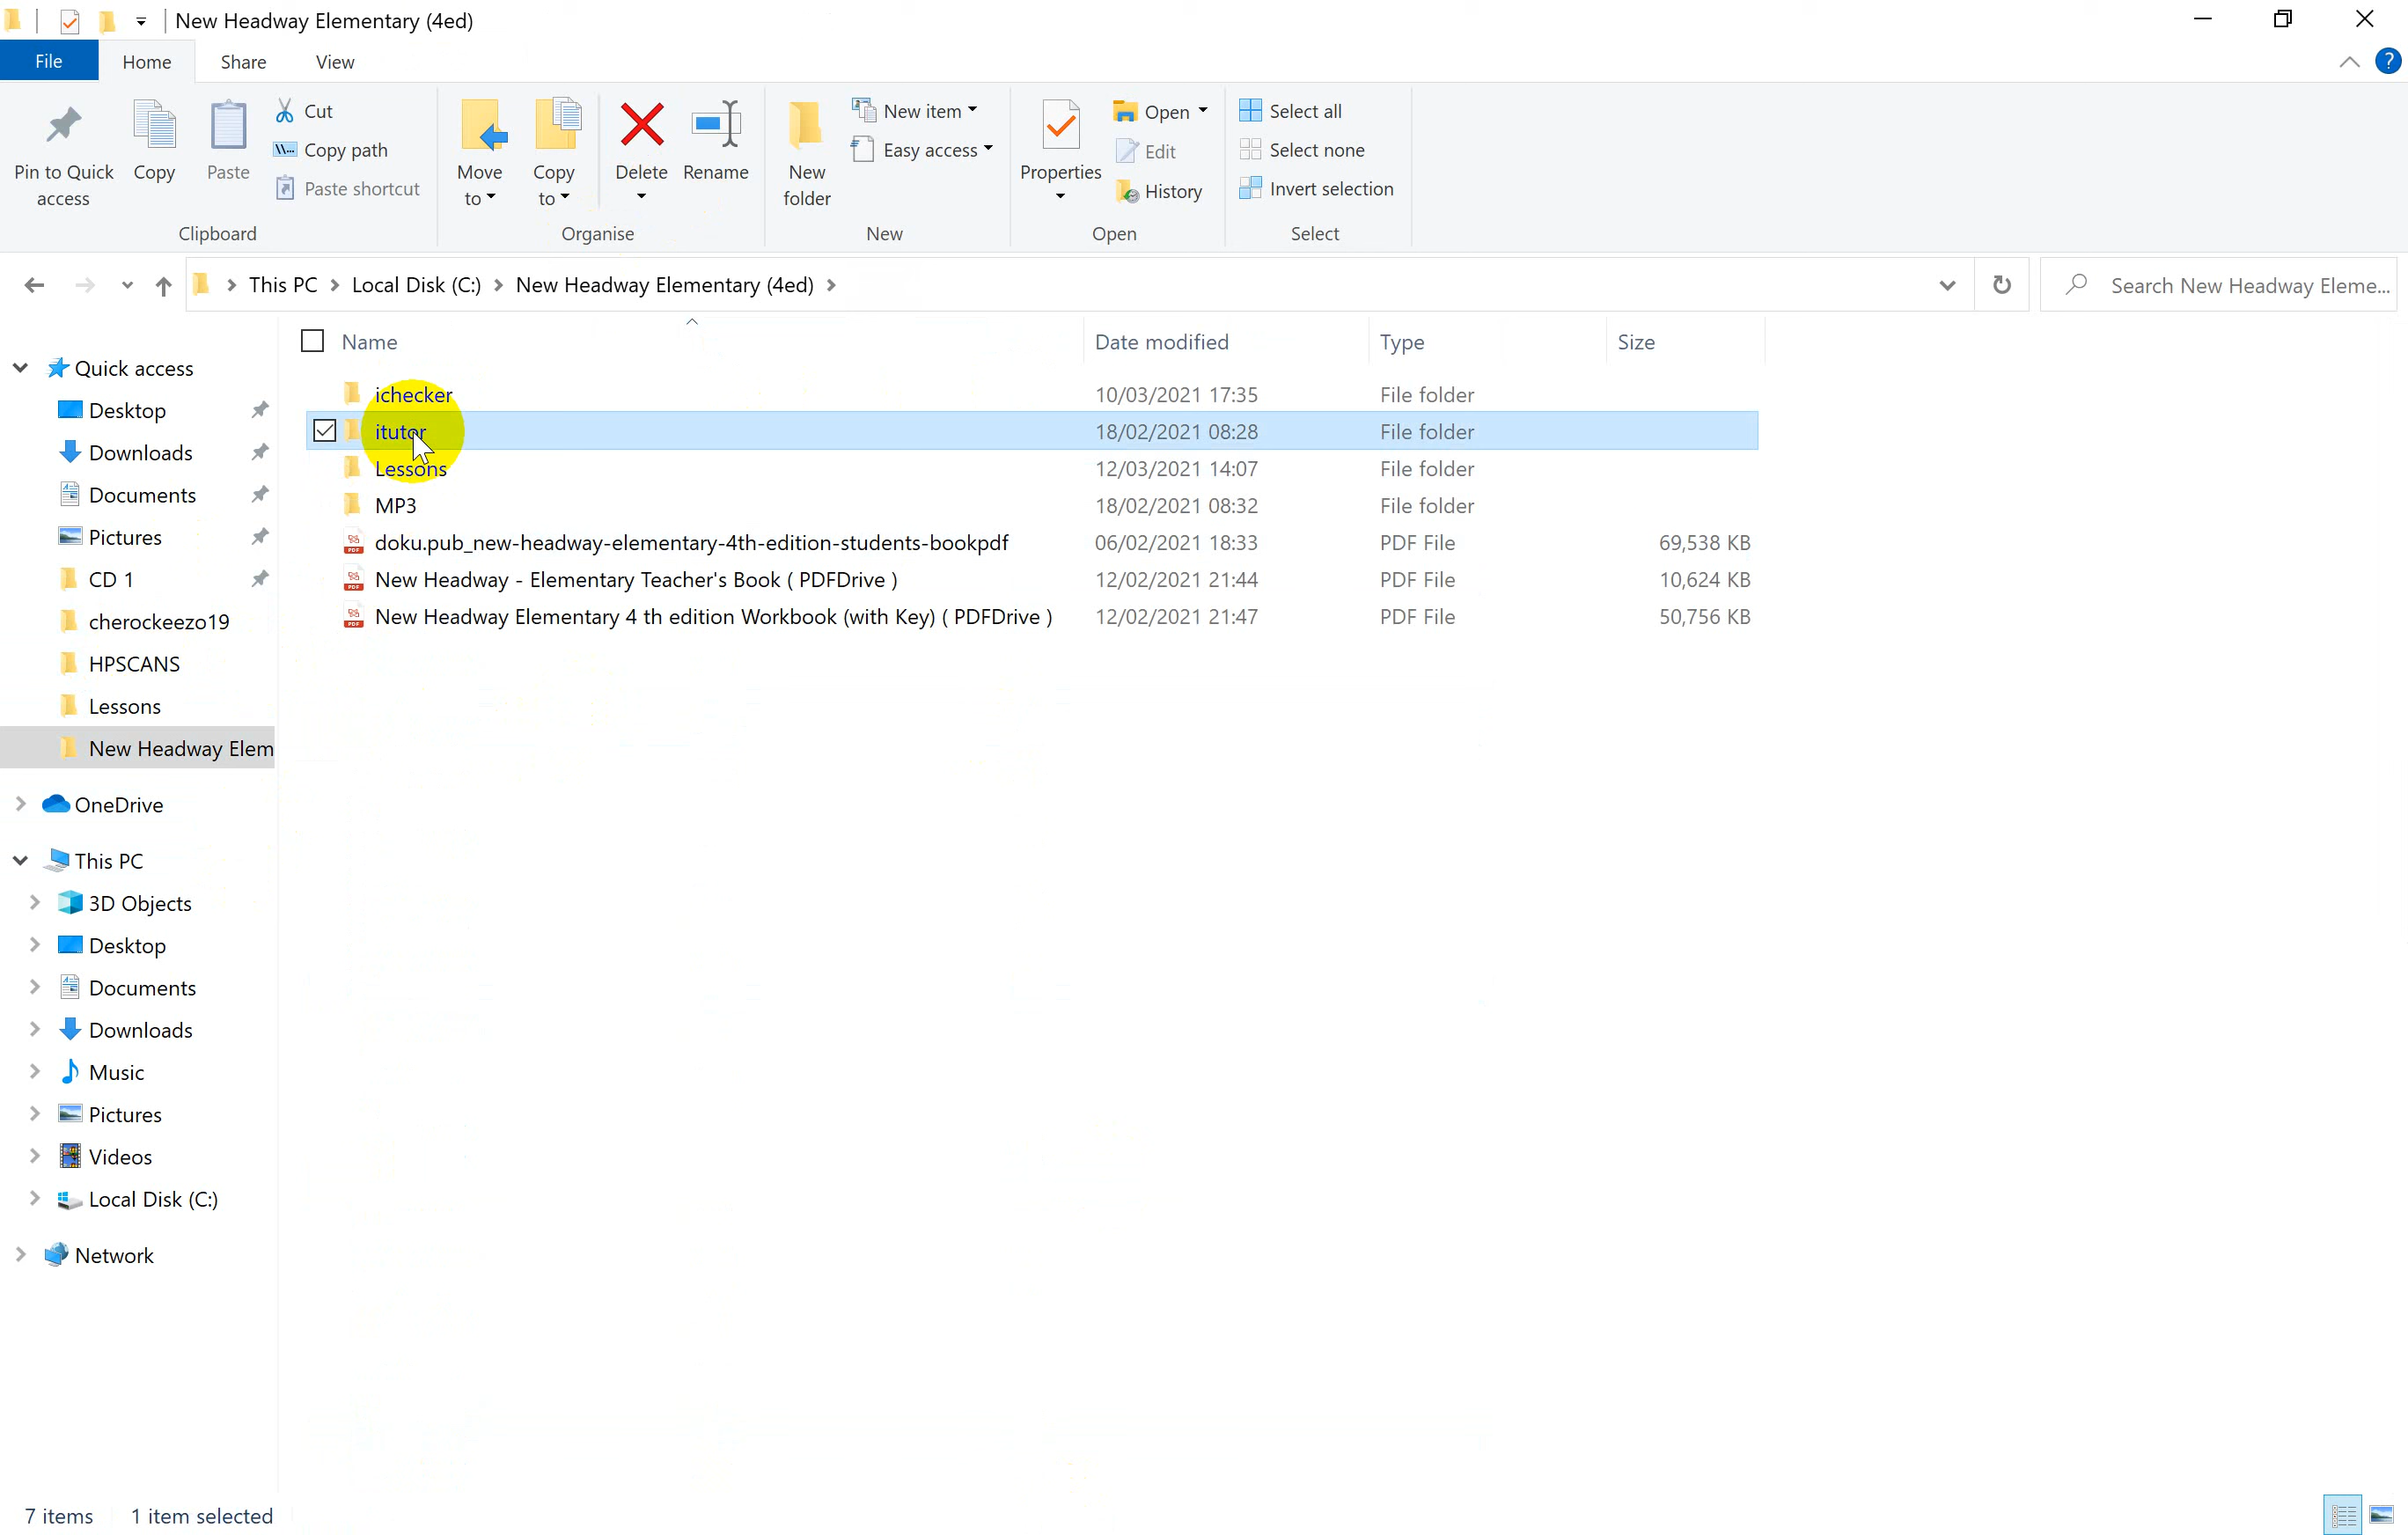 New Headway Elementary (4ed)
File Home Share View
Pin to Quick access
Copy
Paste
Cut
Copy path
Paste shortcut
Clipboard
Move to
Copy to
Delete
Rename
Organise
New folder
New item
Easy access
New
Properties
Open
Edit
History
Open
Select all
Select none
Invert selection
Select
This PC Local Disk (C:) New Headway Elementary (4ed)
Search New Headway Eleme...
Name Date modified Type Size
ichecker 10/03/2021 17:35 File folder
itutor 18/02/2021 08:28 File folder
Lessons 12/03/2021 14:07 File folder
MP3 18/02/2021 08:32 File folder
doku.pub_new-headway-elementary-4th-edition-students-bookpdf 06/02/2021 18:33 PDF File 69,538 KB
New Headway - Elementary Teacher's Book ( PDFDrive ) 12/02/2021 21:44 PDF File 10,624 KB
New Headway Elementary 4 th edition Workbook (with Key) ( PDFDrive ) 12/02/2021 21:47 PDF File 50,756 KB
Quick access
Desktop
Downloads
Documents
Pictures
CD 1
cherockeezo19
HPSCANS
Lessons
New Headway Elem
OneDrive
This PC
3D Objects
Desktop
Documents
Downloads
Music
Pictures
Videos
Local Disk (C:)
Network
7 items 1 item selected